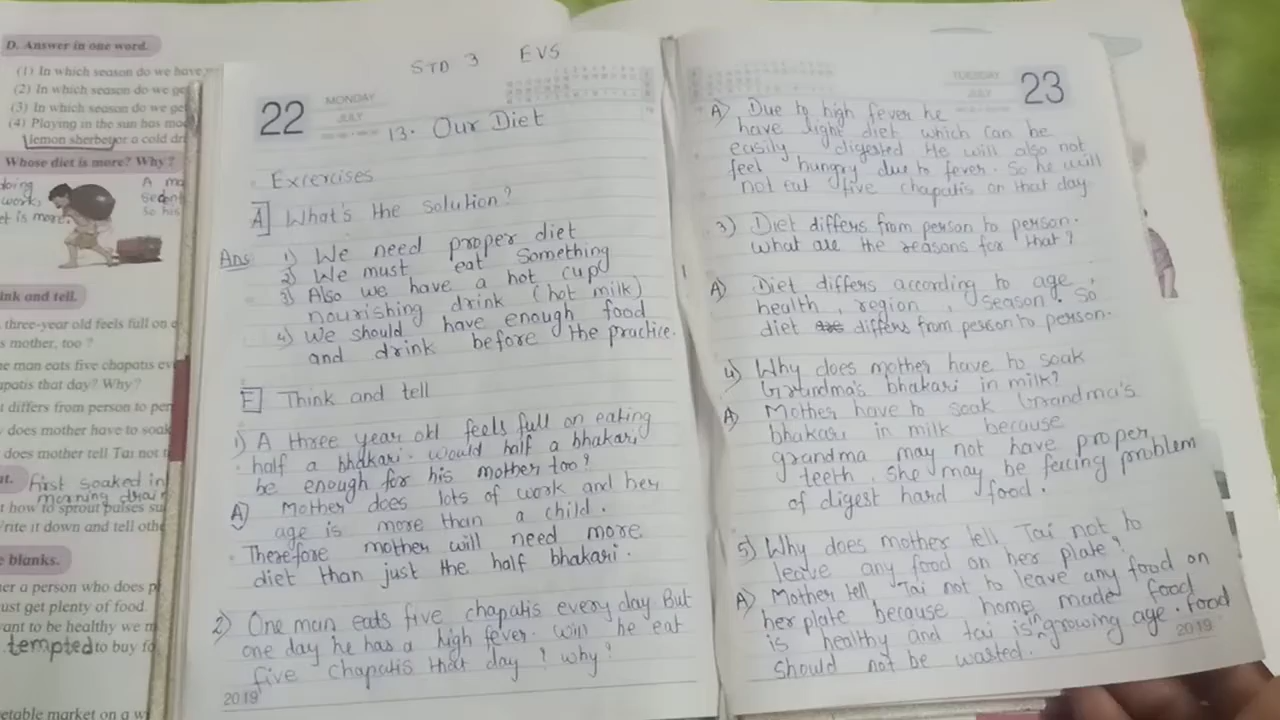 D. Answer in one word.
(1) In which season do we have
(2) In which season do we ge
(3) In which season do we ge
(4) Playing in the sun has ma
lemon sherbet or a cold dri
Whose diet is more? Why?
doing
work
et is more.
A ma
Seden
So his
ink and tell.
three-year old feels full on e
s mother, too ?
e man eats five chapatis ev
apatis that day? Why?
t differs from person to per
does mother have to soak
does mother tell Tai not t
ut. first soaked in
morning drain
t how to sprout pulses su
rite it down and tell othe
e blanks.
er a person who does p
ust get plenty of food
ant to be healthy we m
tempted to buy fo
etable market on a w
STD 3 EVS
22 MONDAY
JULY
13. Our Diet
Excercises
A] What's the solution?
Ans 1) We need proper diet
2) We must eat something
3) Also we have a hot cup
nourishing drink (hot milk)
4) We should have enough food
and drink before the practice.
E] Think and tell
1) A three year old feels full on eating
half a bhakari. would half a bhakari
be enough for his mother too?
A) Mother does lots of work and her
age is more than a child.
Therefore mother will need more
diet than just the half bhakari.
2) One man eats five chapatis every day But
one day he has a high fever. will he eat
five chapatis that day ? why?
2019
TUESDAY
JULY
23
A) Due to high fever he
have light diet which can be
easily digested. He will also not
feel hungry due to fever. So he will
not eat five chapatis on that day
3) Diet differs from person to person.
what are the reasons for that?
A) Diet differs according to age,
health, region, season. So
diet differs from person to person.
4) Why does mother have to soak
Grandma's bhakari in milk?
A) Mother have to soak Grandma's
bhakari in milk because
grandma may not have proper
teeth, she may be facing problem
of digest hard food.
5) Why does mother tell Tai not to
leave any food on her plate?
A) Mother tell Tai not to leave any food on
her plate because home made food
is healthy and tai is in growing age. food
should not be wasted.
2019